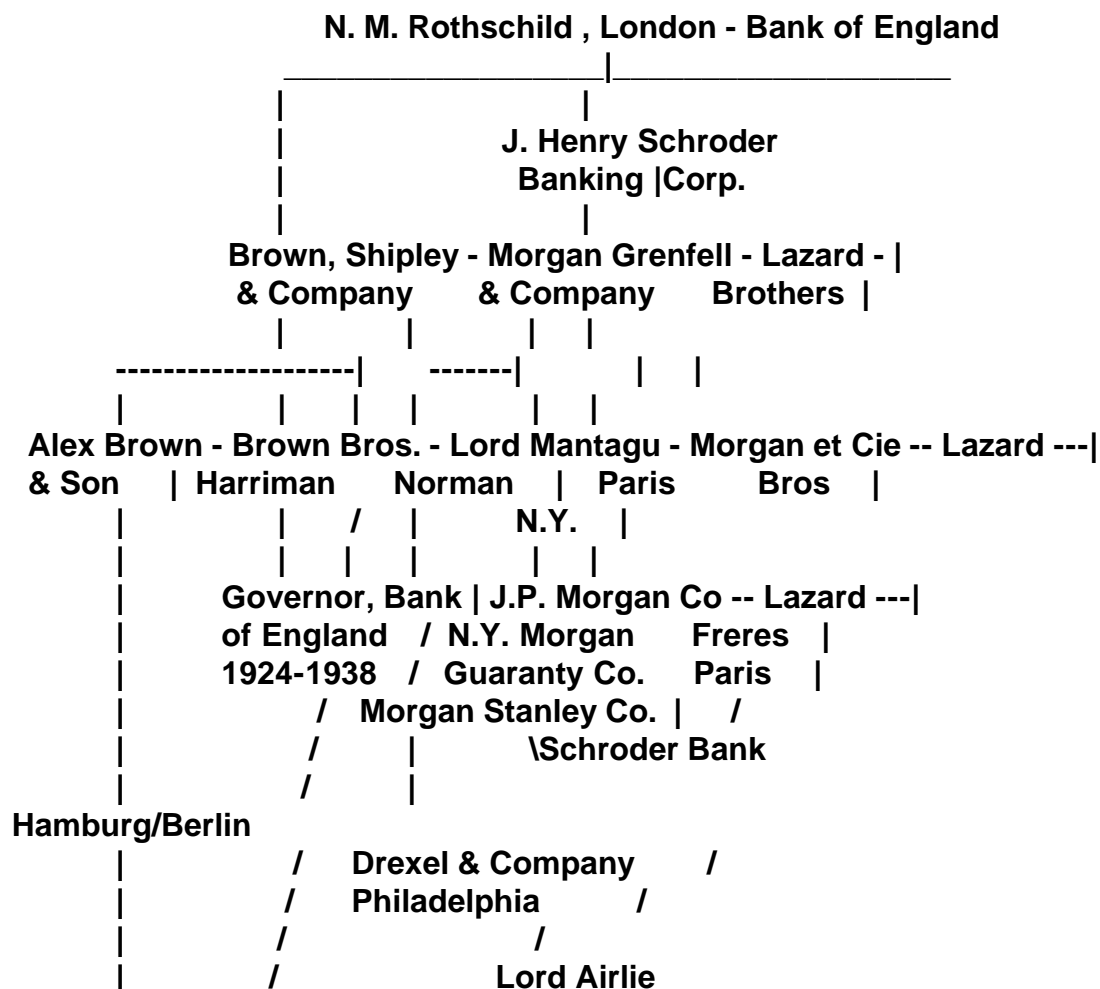 N. M. Rothschild , London - Bank of England
______________________|____________________
| |
| J. Henry Schroder
| Banking |Corp.
| |
Brown, Shipley - Morgan Grenfell - Lazard - |
& Company & Company Brothers |
| | | |
--------------------| -------| | |
| | | | | |
Alex Brown - Brown Bros. - Lord Mantagu - Morgan et Cie -- Lazard ---|
& Son | Harriman Norman | Paris Bros |
| | / | N.Y. |
| | | | | |
| Governor, Bank | J.P. Morgan Co -- Lazard ---|
| of England / N.Y. Morgan Freres |
| 1924-1938 / Guaranty Co. Paris |
| / Morgan Stanley Co. | /
| / | \Schroder Bank
| / |
Hamburg/Berlin
| / Drexel & Company /
| / Philadelphia /
| / /
| / Lord Airlie